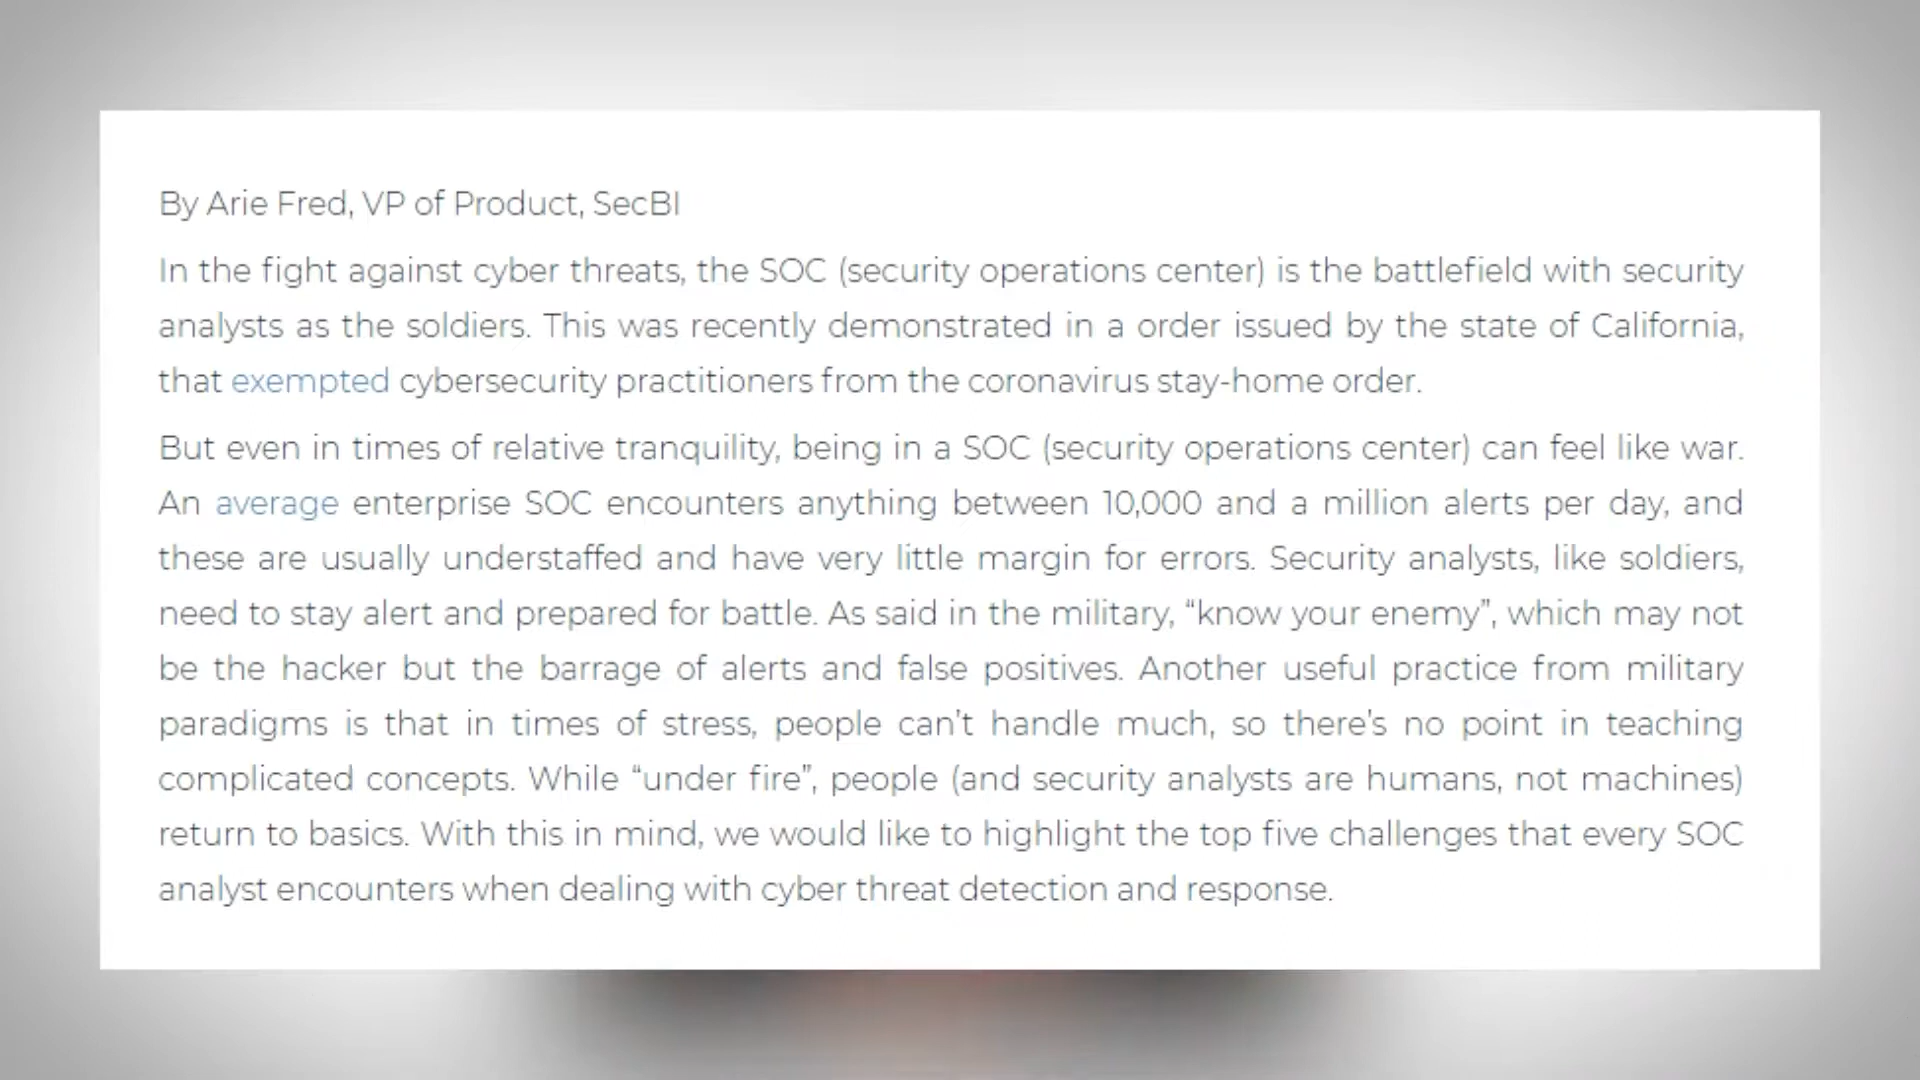 By Arie Fred, VP of Product, SecBI
In the fight against cyber threats, the SOC (security operations center) is the battlefield with security
analysts as the soldiers. This was recently demonstrated in a order issued by the state of California,
that exempted cybersecurity practitioners from the coronavirus stay-home order.
But even in times of relative tranquility, being in a SOC (security operations center) can feel like war.
An average enterprise SOC encounters anything between 10,000 and a million alerts per day, and
these are usually understaffed and have very little margin for errors. Security analysts, like soldiers,
need to stay alert and prepared for battle. As said in the military, “know your enemy”, which may not
be the hacker but the barrage of alerts and false positives. Another useful practice from military
paradigms is that in times of stress, people can’t handle much, so there’s no point in teaching
complicated concepts. While “under fire”, people (and security analysts are humans, not machines)
return to basics. With this in mind, we would like to highlight the top five challenges that every SOC
analyst encounters when dealing with cyber threat detection and response.